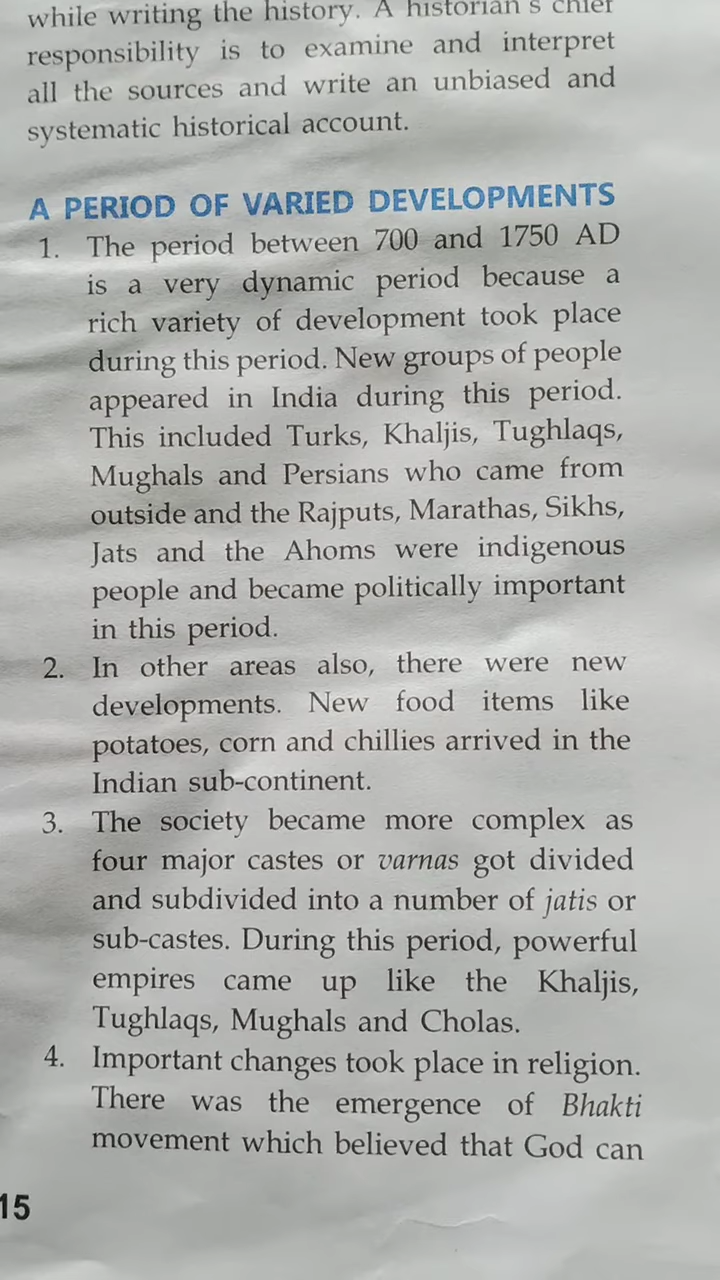 while writing the history. A historian's chief
responsibility is to examine and interpret
all the sources and write an unbiased and
systematic historical account.
A PERIOD OF VARIED DEVELOPMENTS
1. The period between 700 and 1750 AD
is a very dynamic period because a
rich variety of development took place
during this period. New groups of people
appeared in India during this period.
This included Turks, Khaljis, Tughlaqs,
Mughals and Persians who came from
outside and the Rajputs, Marathas, Sikhs,
Jats and the Ahoms were indigenous
people and became politically important
in this period.
2. In other areas also, there were new
developments. New food items like
potatoes, corn and chillies arrived in the
Indian sub-continent.
3. The society became more complex as
four major castes or varnas got divided
and subdivided into a number of jatis or
sub-castes. During this period, powerful
empires came up like the Khaljis,
Tughlaqs, Mughals and Cholas.
4. Important changes took place in religion.
There was the emergence of Bhakti
movement which believed that God can
15